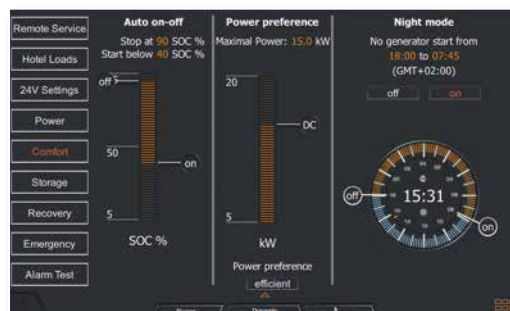 Remote Service
Hotel Loads
24V Settings
Power
Comfort
Storage
Recovery
Emergency
Alarm Test
Auto on-off
Stop at 90 SOC %
Start below 40 SOC %
off
50
on
5
SOC %
Power preference
Maximal Power: 15.0 kW
20
DC
5
kW
Power preference
efficient
Night mode
No generator start from
18:00 to 07:45
(GMT+02:00)
off on
off
15:31
on